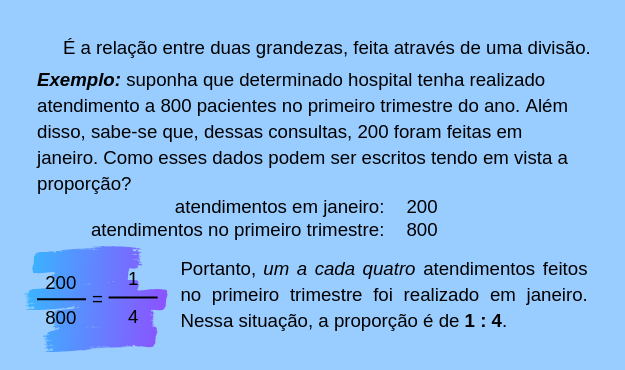 É a relação entre duas grandezas, feita através de uma divisão.
Exemplo: suponha que determinado hospital tenha realizado
atendimento a 800 pacientes no primeiro trimestre do ano. Além
disso, sabe-se que, dessas consultas, 200 foram feitas em
janeiro. Como esses dados podem ser escritos tendo em vista a
proporção?
atendimentos em janeiro: 200
atendimentos no primeiro trimestre: 800
200/800 = 1/4
Portanto, um a cada quatro atendimentos feitos
no primeiro trimestre foi realizado em janeiro.
Nessa situação, a proporção é de 1 : 4.